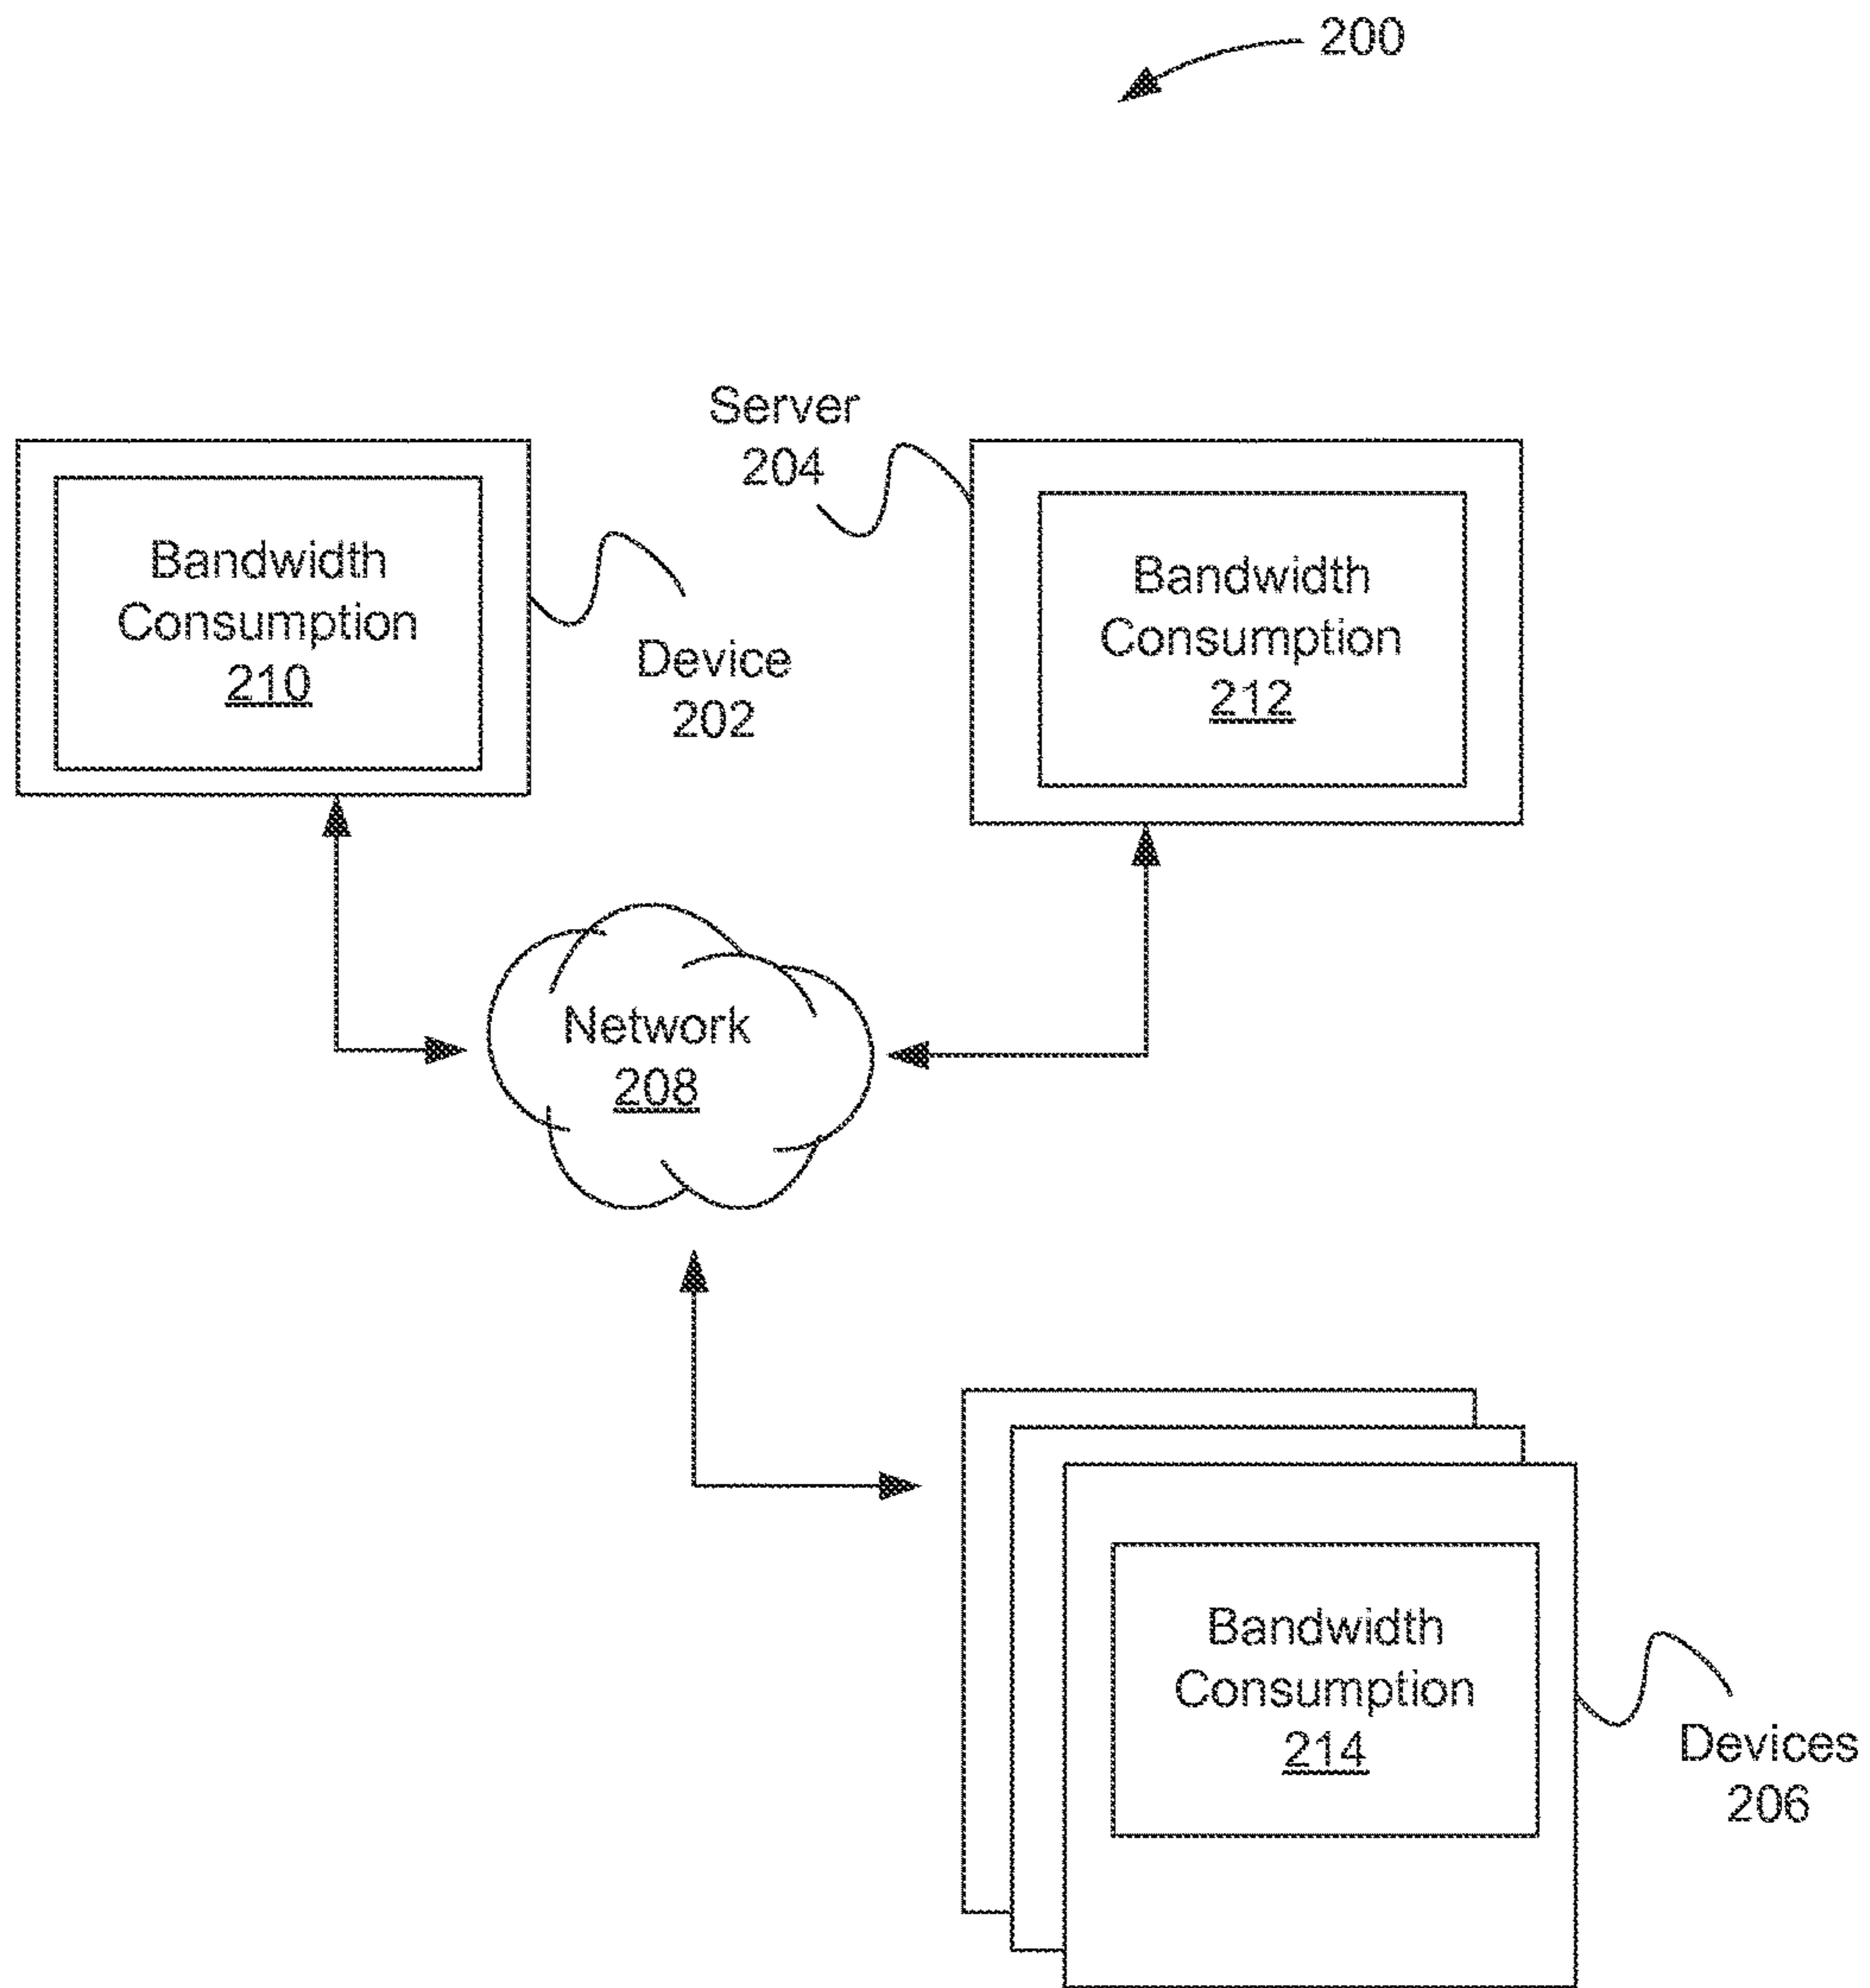 200
Server
204
Bandwidth
Consumption
210
Device
202
Bandwidth
Consumption
212
Network
208
Bandwidth
Consumption
214
Devices
206